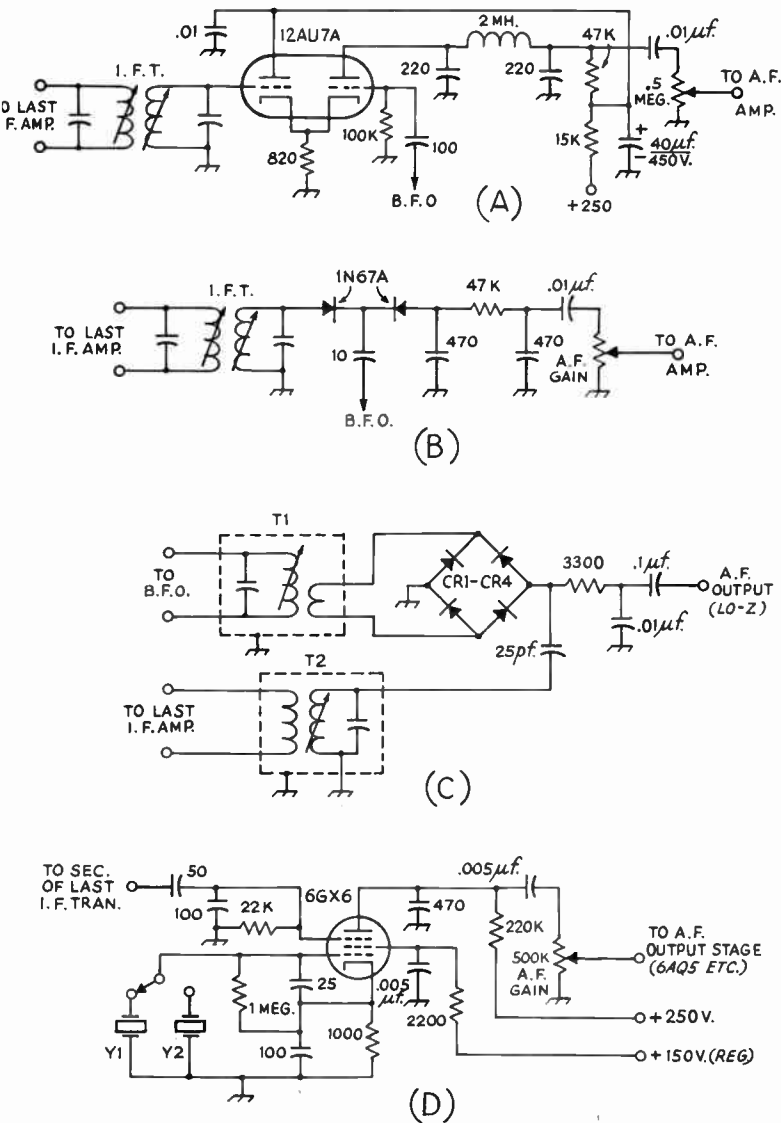 .01
12AU7A
2 MH.
47K
.01µf.
I.F.T.
220
220
.5
MEG.
TO A.F.
AMP.
O LAST
F. AMP.
820
100K
100
15K
+
40µf.
-450V.
B.F.O
(A)
+250
1N67A
I.F.T.
47K
.01µf.
TO LAST
I.F. AMP.
10
470
470
A.F.
GAIN
TO A.F.
AMP.
B.F.O.
(B)
T1
TO
B.F.O.
CR1-CR4
3300
.1µf.
A.F.
OUTPUT
(LO-Z)
.01µf.
25pf.
T2
TO LAST
I.F. AMP.
(C)
TO SEC.
OF LAST
I.F. TRAN.
50
100
22K
6GX6
470
.005µf.
220K
500K
A.F.
GAIN
TO A.F.
OUTPUT STAGE
(6AQ5 ETC.)
25
.005
µf.
1 MEG.
+250V.
Y1
Y2
100
1000
2200
+150V.(REG)
(D)